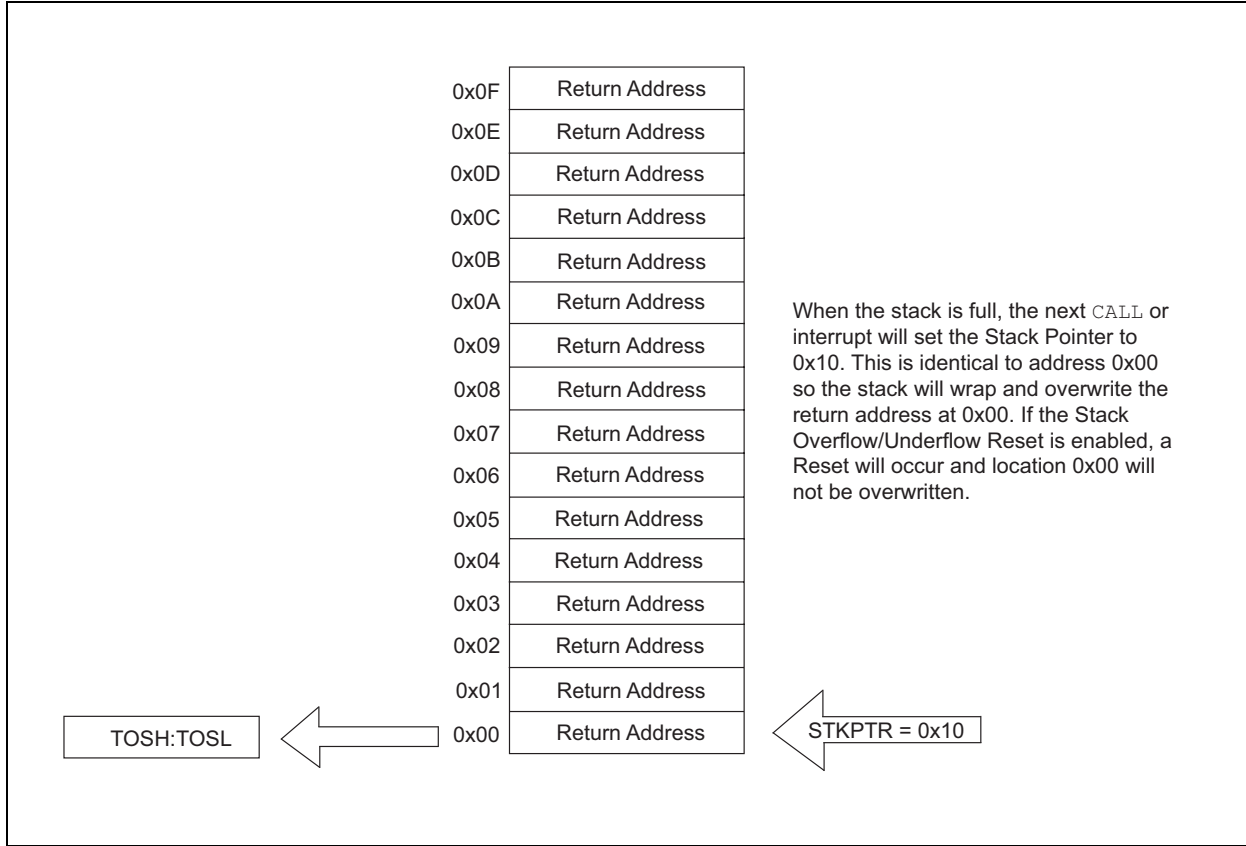 0x0F Return Address
0x0E Return Address
0x0D Return Address
0x0C Return Address
0x0B Return Address
0x0A Return Address
0x09 Return Address
0x08 Return Address
0x07 Return Address
0x06 Return Address
0x05 Return Address
0x04 Return Address
0x03 Return Address
0x02 Return Address
0x01 Return Address
TOSH:TOSL 0x00 Return Address STKPTR = 0x10
When the stack is full, the next CALL or
interrupt will set the Stack Pointer to
0x10. This is identical to address 0x00
so the stack will wrap and overwrite the
return address at 0x00. If the Stack
Overflow/Underflow Reset is enabled, a
Reset will occur and location 0x00 will
not be overwritten.